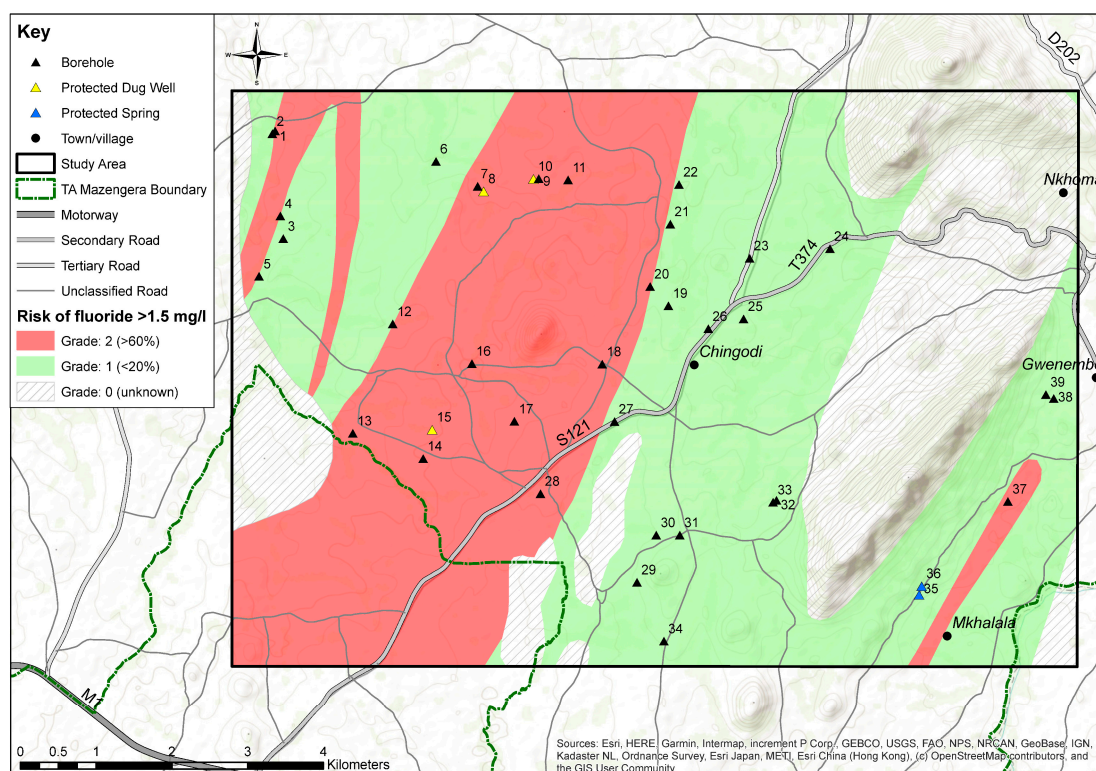 Key
Borehole
Protected Dug Well
Protected Spring
Town/village
Study Area
TA Mazengera Boundary
Motorway
Secondary Road
Tertiary Road
Unclassified Road
Risk of fluoride >1.5 mg/l
Grade: 2 (>60%)
Grade: 1 (<20%)
Grade: 0 (unknown)
N
W E
S
D202
2
1
6
7 8
10
9
11
22
Nkhoma
4
3
21
5
23
T374
24
20
19
12
26
25
16
18
Chingodi
Gwenembe
39
38
13
15
17
27
S121
14
28
33
32
37
30
31
29
36
35
34
Mkhalala
M1
0 0.5 1 2 3 4
Kilometers
Sources: Esri, HERE, Garmin, Intermap, increment P Corp., GEBCO, USGS, FAO, NPS, NRCAN, GeoBase, IGN,
Kadaster NL, Ordnance Survey, Esri Japan, METI, Esri China (Hong Kong), (c) OpenStreetMap contributors, and
the GIS User Community